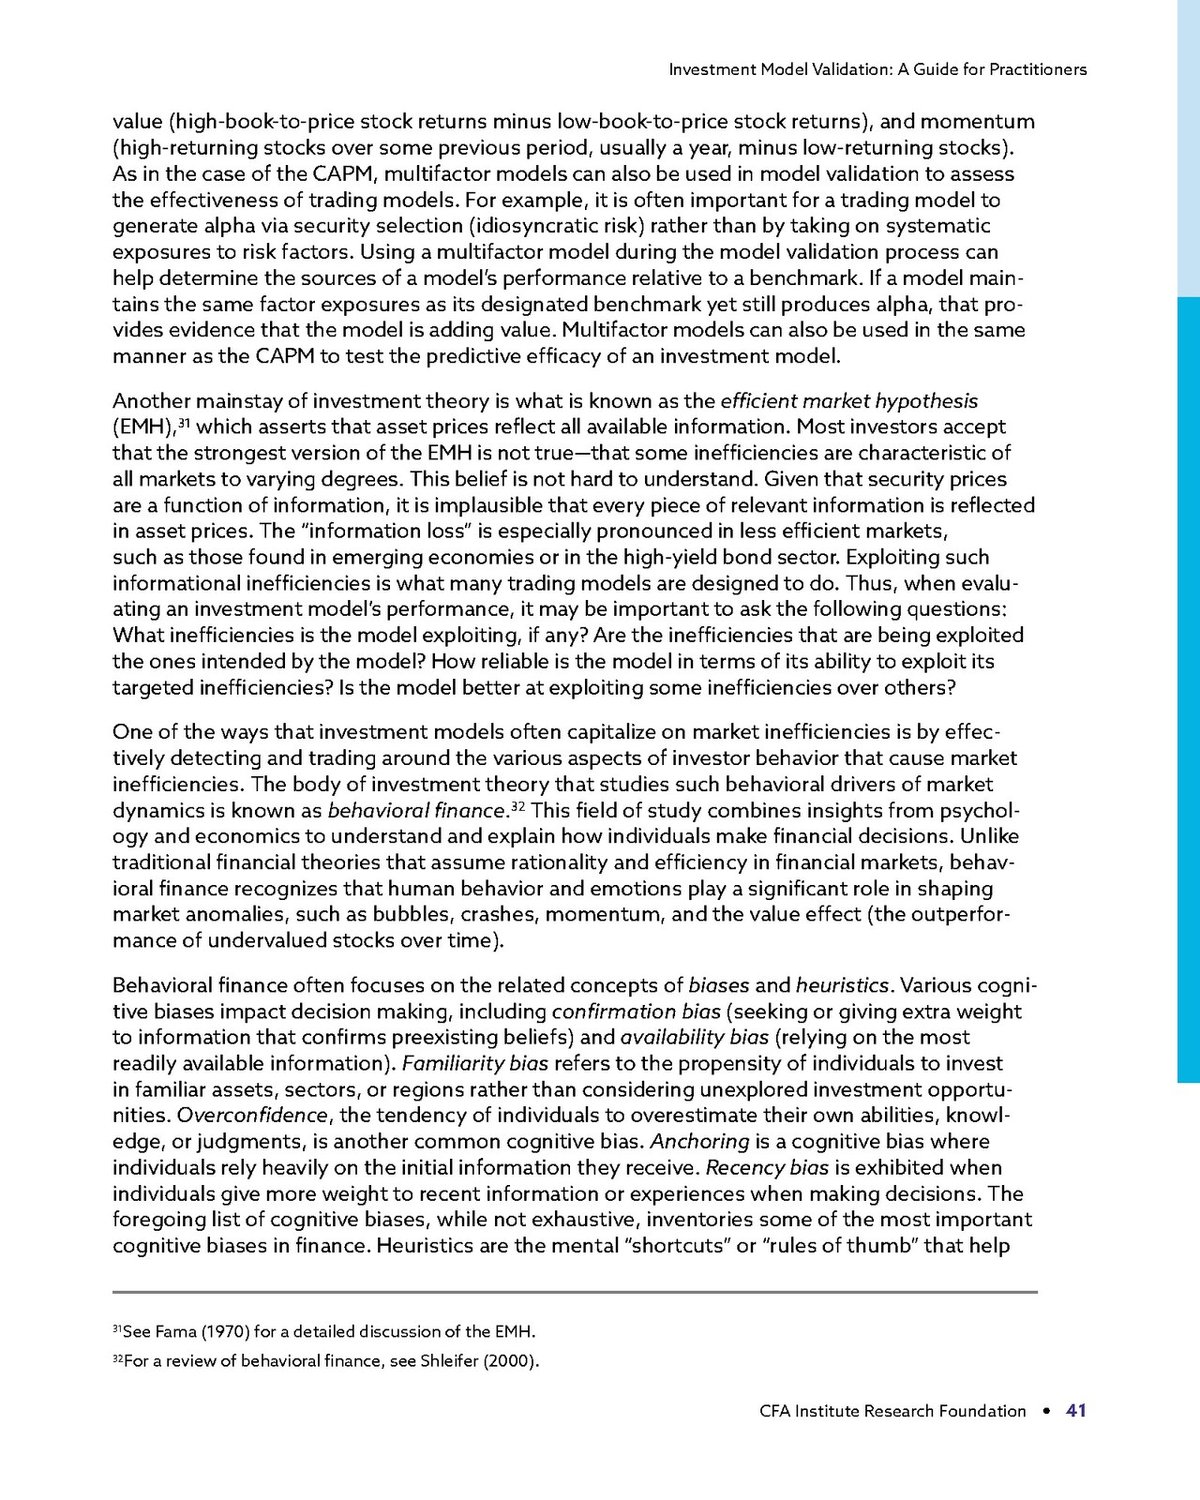 Investment Model Validation: A Guide for Practitioners
value (high-book-to-price stock returns minus low-book-to-price stock returns), and momentum
(high-returning stocks over some previous period, usually a year, minus low-returning stocks).
As in the case of the CAPM, multifactor models can also be used in model validation to assess
the effectiveness of trading models. For example, it is often important for a trading model to
generate alpha via security selection (idiosyncratic risk) rather than by taking on systematic
exposures to risk factors. Using a multifactor model during the model validation process can
help determine the sources of a model's performance relative to a benchmark. If a model main-
tains the same factor exposures as its designated benchmark yet still produces alpha, that pro-
vides evidence that the model is adding value. Multifactor models can also be used in the same
manner as the CAPM to test the predictive efficacy of an investment model.
Another mainstay of investment theory is what is known as the efficient market hypothesis
(EMH),³¹ which asserts that asset prices reflect all available information. Most investors accept
that the strongest version of the EMH is not true—that some inefficiencies are characteristic of
all markets to varying degrees. This belief is not hard to understand. Given that security prices
are a function of information, it is implausible that every piece of relevant information is reflected
in asset prices. The "information loss" is especially pronounced in less efficient markets,
such as those found in emerging economies or in the high-yield bond sector. Exploiting such
informational inefficiencies is what many trading models are designed to do. Thus, when evalu-
ating an investment model's performance, it may be important to ask the following questions:
What inefficiencies is the model exploiting, if any? Are the inefficiencies that are being exploited
the ones intended by the model? How reliable is the model in terms of its ability to exploit its
targeted inefficiencies? Is the model better at exploiting some inefficiencies over others?
One of the ways that investment models often capitalize on market inefficiencies is by effec-
tively detecting and trading around the various aspects of investor behavior that cause market
inefficiencies. The body of investment theory that studies such behavioral drivers of market
dynamics is known as behavioral finance.³² This field of study combines insights from psychol-
ogy and economics to understand and explain how individuals make financial decisions. Unlike
traditional financial theories that assume rationality and efficiency in financial markets, behav-
ioral finance recognizes that human behavior and emotions play a significant role in shaping
market anomalies, such as bubbles, crashes, momentum, and the value effect (the outperfor-
mance of undervalued stocks over time).
Behavioral finance often focuses on the related concepts of biases and heuristics. Various cogni-
tive biases impact decision making, including confirmation bias (seeking or giving extra weight
to information that confirms preexisting beliefs) and availability bias (relying on the most
readily available information). Familiarity bias refers to the propensity of individuals to invest
in familiar assets, sectors, or regions rather than considering unexplored investment opportu-
nities. Overconfidence, the tendency of individuals to overestimate their own abilities, knowl-
edge, or judgments, is another common cognitive bias. Anchoring is a cognitive bias where
individuals rely heavily on the initial information they receive. Recency bias is exhibited when
individuals give more weight to recent information or experiences when making decisions. The
foregoing list of cognitive biases, while not exhaustive, inventories some of the most important
cognitive biases in finance. Heuristics are the mental "shortcuts" or "rules of thumb" that help
³¹See Fama (1970) for a detailed discussion of the EMH.
³²For a review of behavioral finance, see Shleifer (2000).
CFA Institute Research Foundation • 41